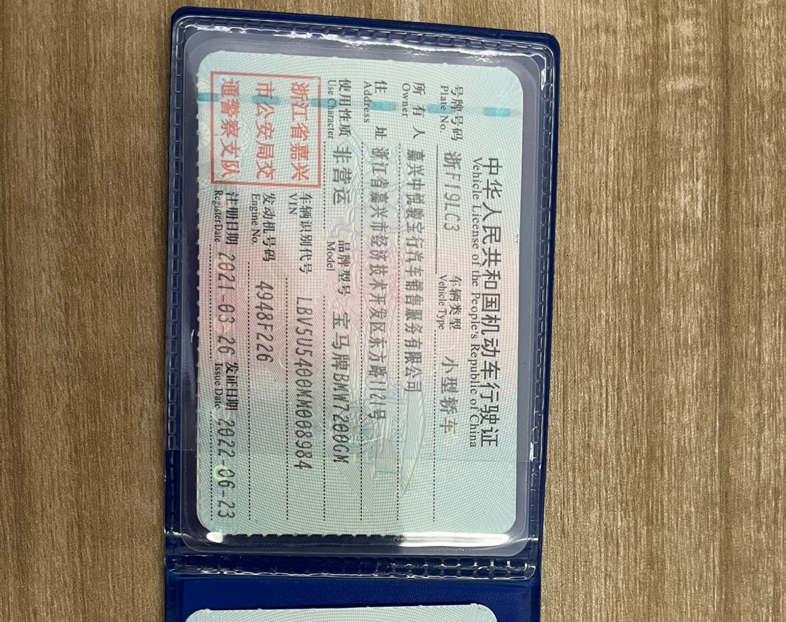 中华人民共和国机动车行驶证
Vehicle License of the People's Republic of China
号牌号码 浙F19LC3 车辆类型 小型轿车
Plate No. Vehicle Type
所有人 嘉兴中悦骏宝行汽车销售服务有限公司
Owner
住址 浙江省嘉兴市经济技术开发区东方路1121号
Address
使用性质 非营运 品牌型号 宝马牌BMW7200GM
Use Character Model
浙江省嘉兴
市公安局交
通警察支队
车辆识别代号 LBV5U5400MM008984
VIN
发动机号码 4948F226
Engine No.
注册日期 2021-03-26 发证日期 2022-06-23
Register Date Issue Date